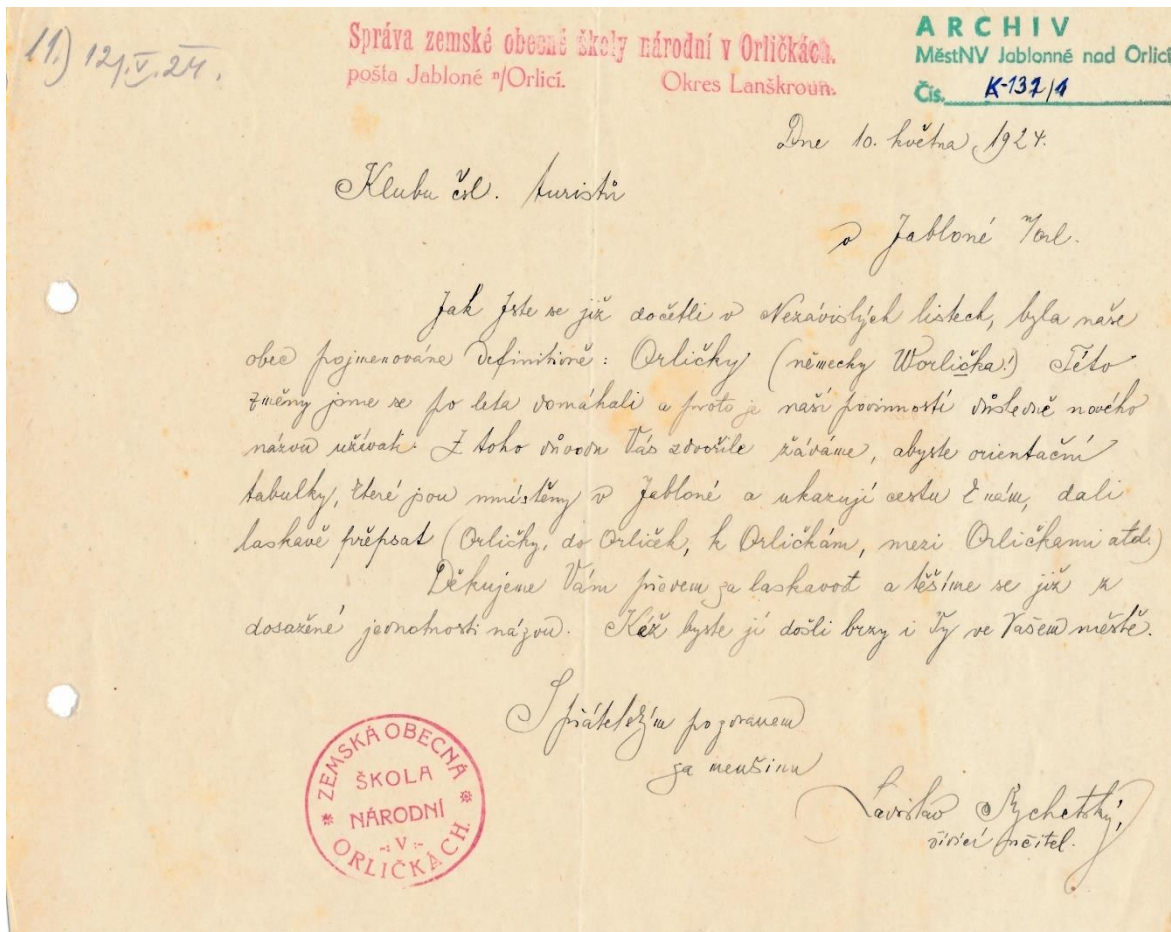 11.) 12/V.24.
Správa zemské obecné školy národní v Orličkách.
pošta Jabloné n/Orlicí. Okres Lanškroun.
ARCHIV
MěstNV Jablonné nad Orlicí
Čís. K-137/1
Dne 10. května 1924.
Klubu čsl. turistů
v Jabloné n/Orl.
Jak Jste se již dočetli v Nezávislých listech, byla naše
obec pojmenována definitivně: Orličky (německy Worlička!) Této
změny jsme se po leta domáhali a proto je naší povinností důsledně nového
názvu užívati. Z toho důvodu Vás zdvořile žádáme, abyste orientační
tabulky, které jsou umístěny v Jabloné a ukazují cestu k nám, dali
laskavě přepsat (Orličky, do Orliček, k Orličkám, mezi Orličkami atd.)
Děkujeme Vám předem za laskavost a těšíme se již z
dosažené jednotnosti názvu. Kéž byste jí došli brzy i Vy ve Vašem městě.
S přátelským pozdravem
za menšinu
Ladislav Rychetský,
řídící učitel.
ZEMSKÁ OBECNÁ
ŠKOLA
NÁRODNÍ
-: V :-
ORLIČKÁCH.